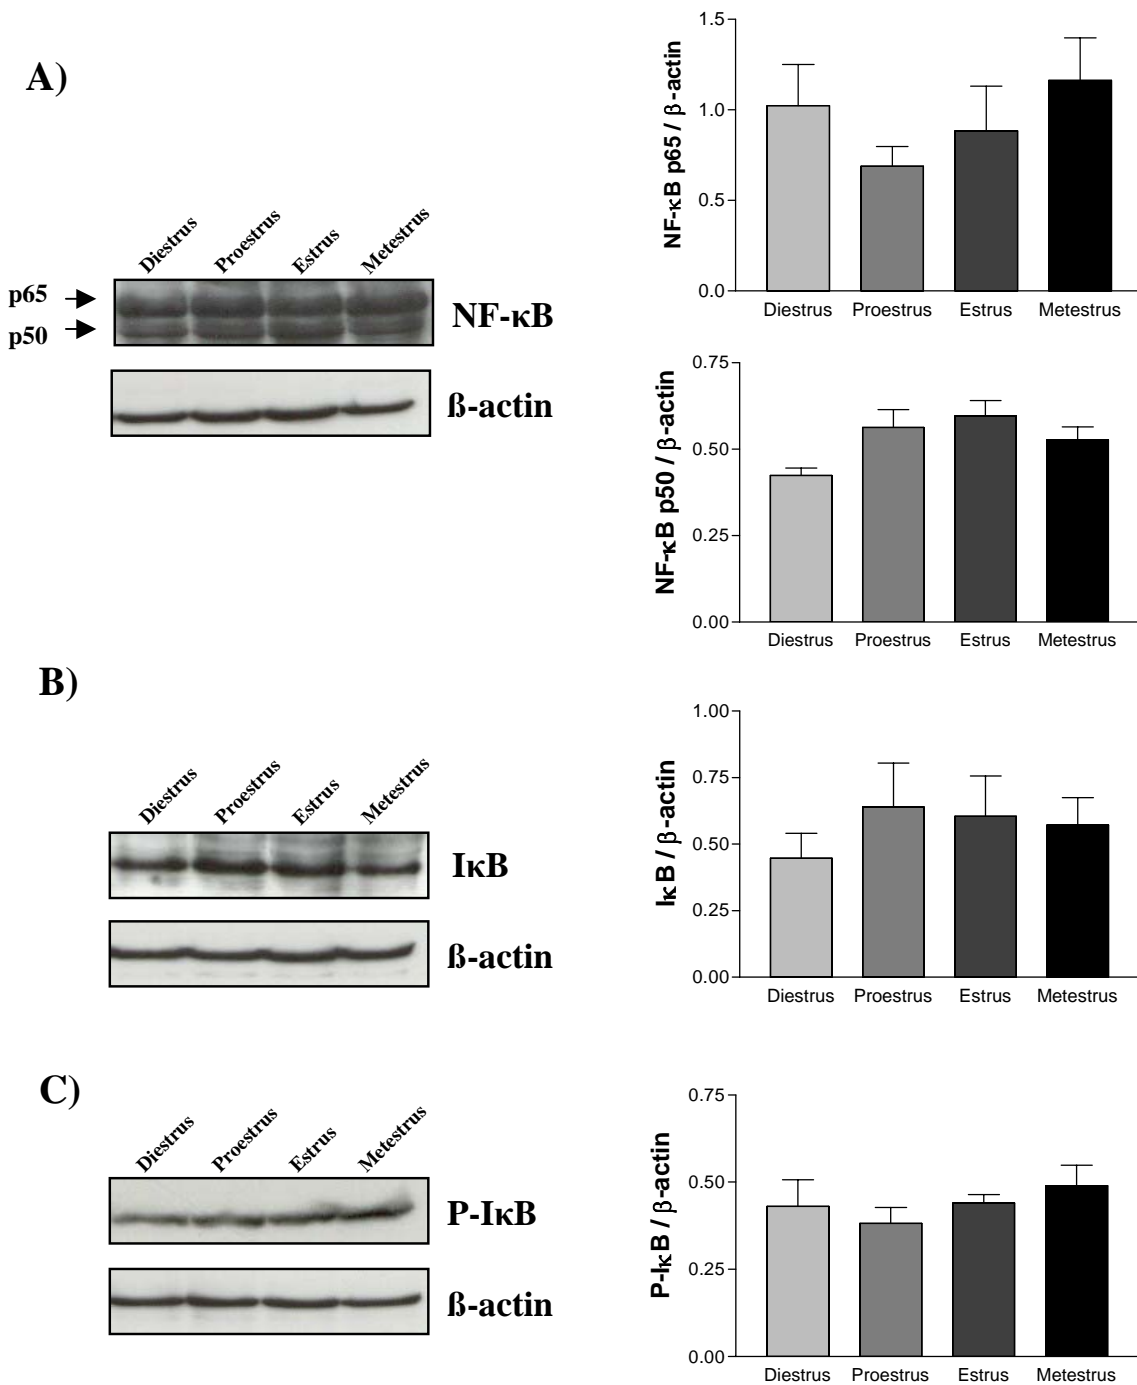 A)
Diestrus Proestrus Estrus Metestrus
p65
p50
NF-κB
ß-actin
NF-κB p65 / β-actin
1.5
1.0
0.5
0.0
Diestrus Proestrus Estrus Metestrus
NF-κB p50 / β-actin
0.75
0.50
0.25
0.00
Diestrus Proestrus Estrus Metestrus
B)
Diestrus Proestrus Estrus Metestrus
IκB
ß-actin
IκB / β-actin
1.00
0.75
0.50
0.25
0.00
Diestrus Proestrus Estrus Metestrus
C)
Diestrus Proestrus Estrus Metestrus
P-IκB
ß-actin
P-IκB / β-actin
0.75
0.50
0.25
0.00
Diestrus Proestrus Estrus Metestrus